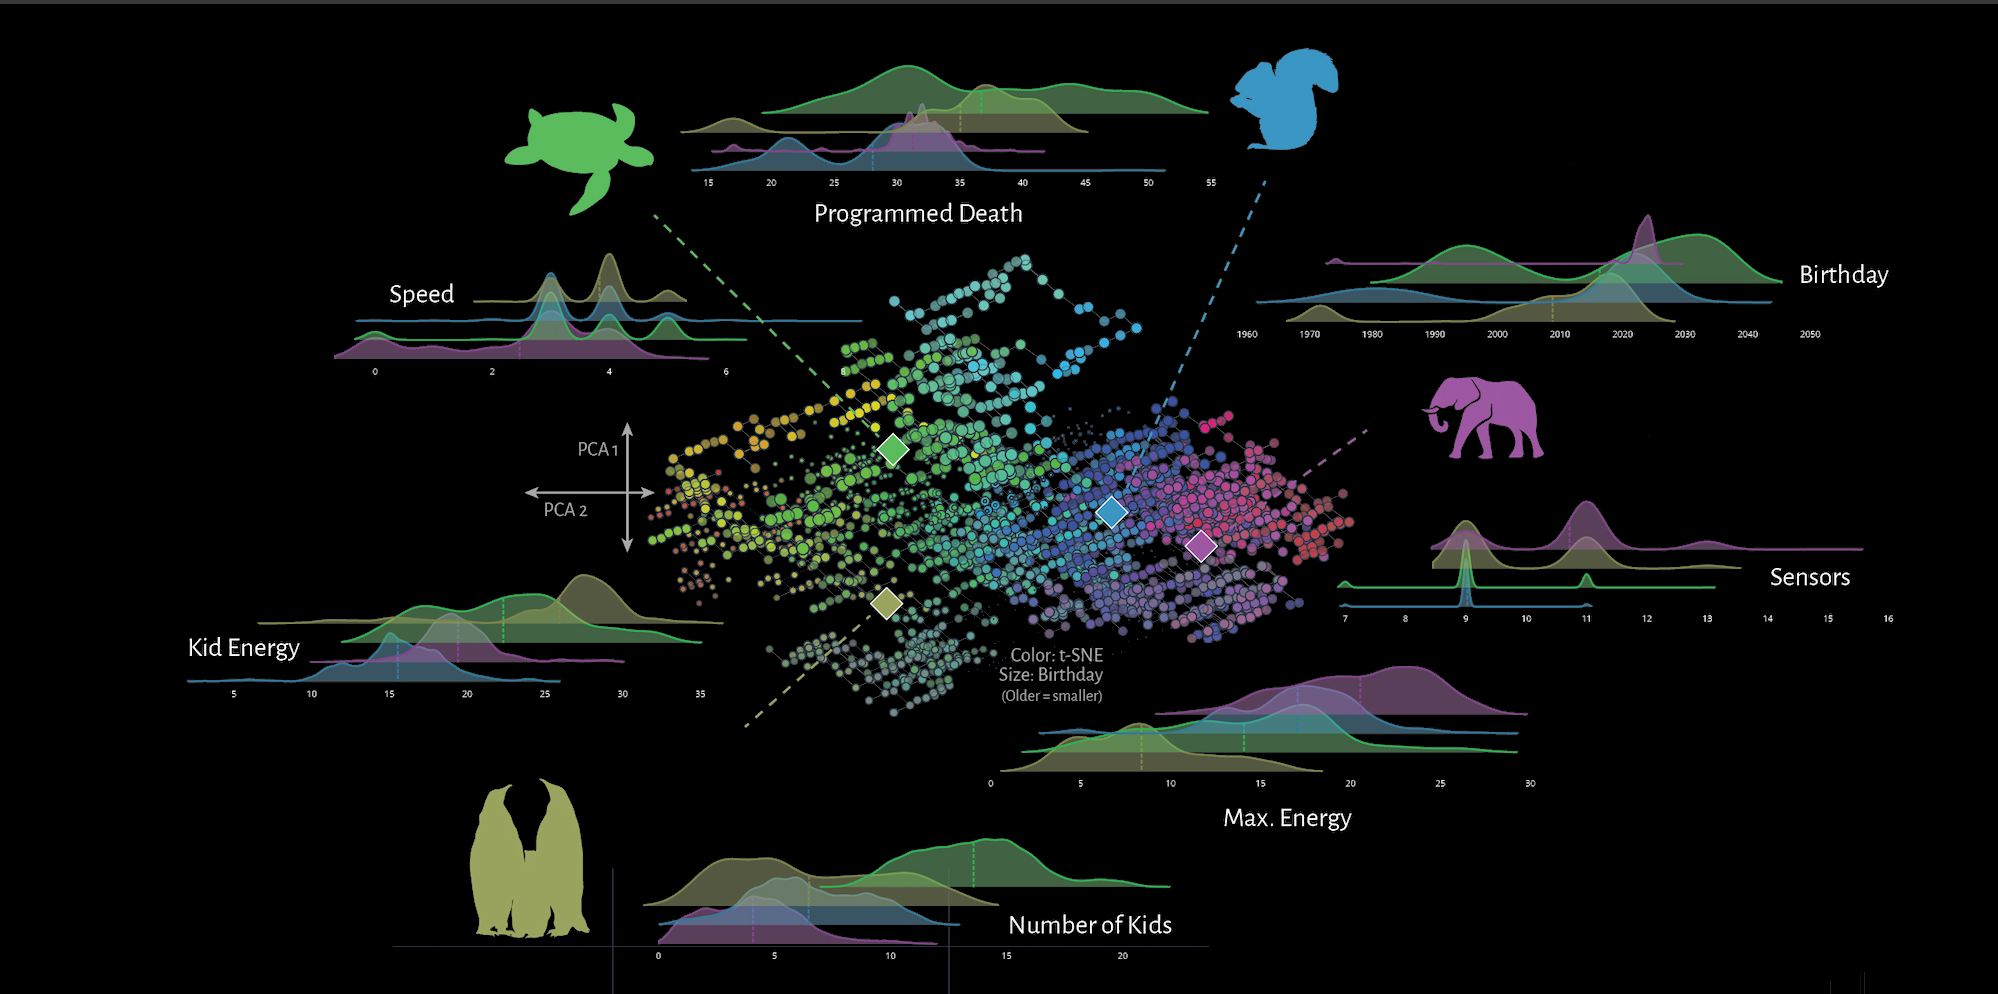 15 20 25 30 35 40 45 50 55
Programmed Death
Birthday
Speed
1960 1970 1980 1990 2000 2010 2020 2030 2040 2050
0 2 4 6 8
PCA 1
PCA 2
Sensors
7 8 9 10 11 12 13 14 15 16
Kid Energy
5 10 15 20 25 30 35
Color: t-SNE
Size: Birthday
(Older = smaller)
0 5 10 15 20 25 30
Max. Energy
Number of Kids
0 5 10 15 20